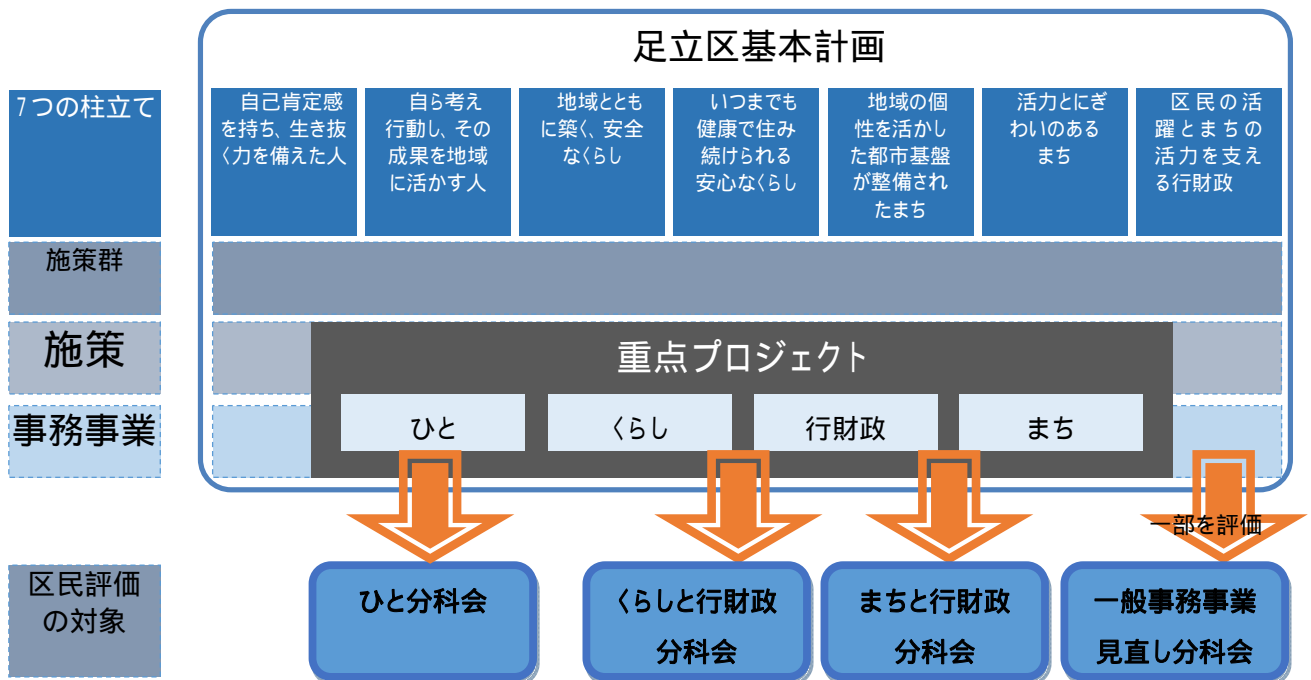 足立区基本計画
7つの柱立て
自己肯定感
を持ち、生き抜
く力を備えた人
自ら考え
行動し、その
成果を地域
に活かす人
地域ととも
に築く、安全
なくらし
いつまでも
健康で住み
続けられる
安心なくらし
地域の個
性を活かし
た都市基盤
が整備され
たまち
活力とにぎ
わいのある
まち
区民の活
躍とまちの
活力を支え
る行財政
施策群
施策
重点プロジェクト
事務事業
ひと
くらし
行財政
まち
一部を評価
区民評価
の対象
ひと分科会
くらしと行財政
分科会
まちと行財政
分科会
一般事務事業
見直し分科会